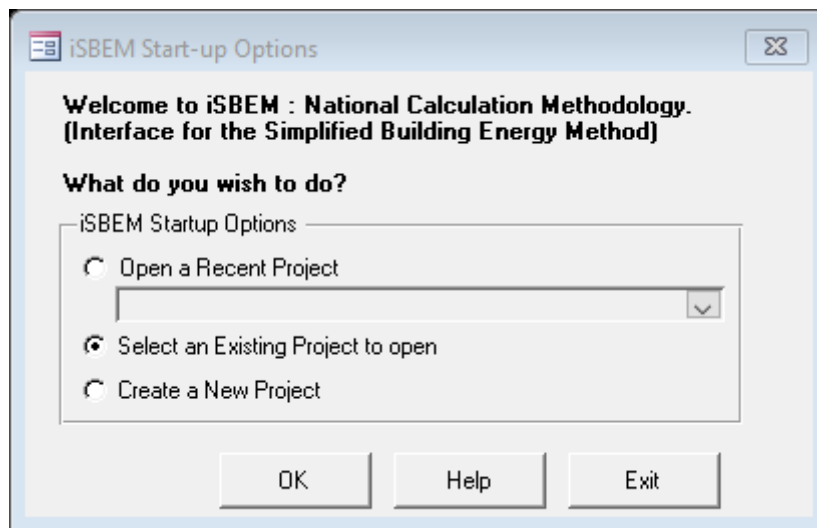 iSBEM Start-up Options
Welcome to iSBEM : National Calculation Methodology.
(Interface for the Simplified Building Energy Method)
What do you wish to do?
iSBEM Startup Options
Open a Recent Project
Select an Existing Project to open
Create a New Project
OK Help Exit